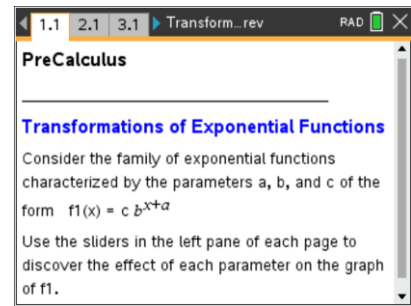 1.1 2.1 3.1 Transform…rev RAD
PreCalculus
Transformations of Exponential Functions
Consider the family of exponential functions
characterized by the parameters a, b, and c of the
form f1(x) = c b^{x+a}
Use the sliders in the left pane of each page to
discover the effect of each parameter on the graph
of f1.